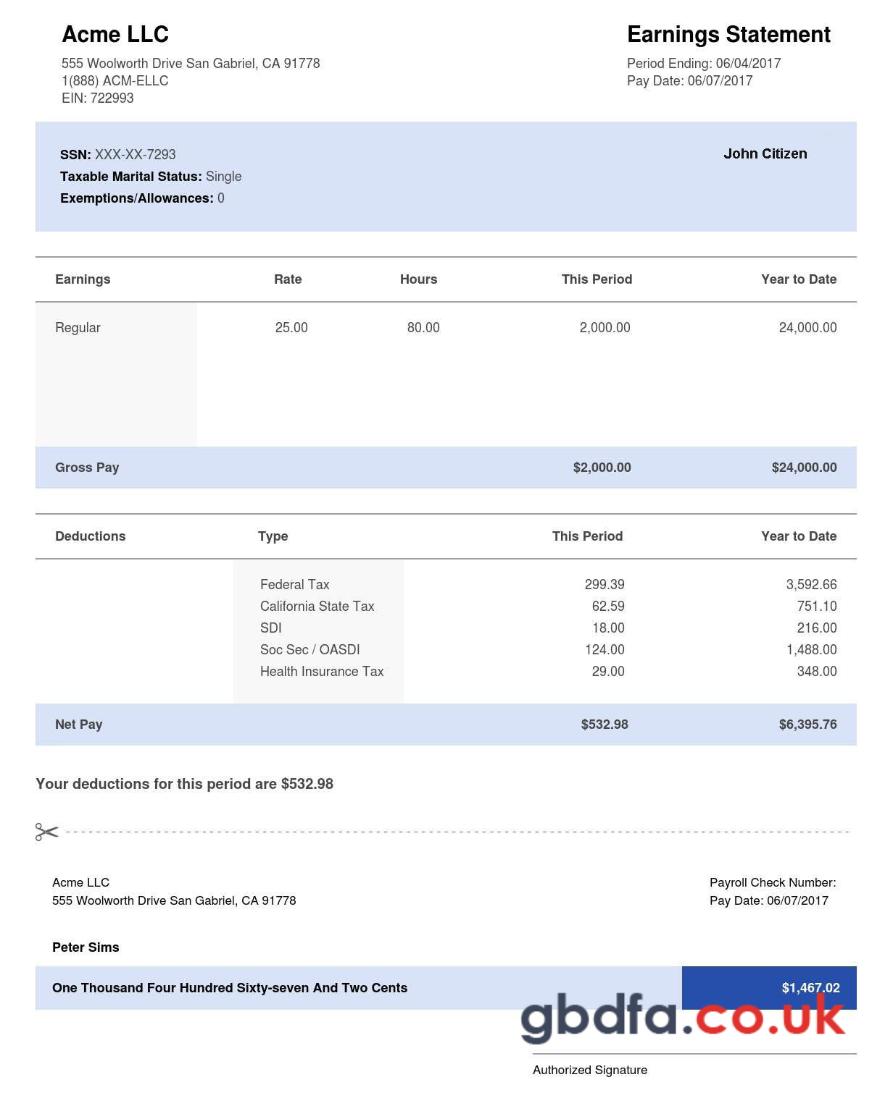 Acme LLC
Earnings Statement
555 Woolworth Drive San Gabriel, CA 91778
Period Ending: 06/04/2017
1(888) ACM-ELLC
Pay Date: 06/07/2017
EIN: 722993
SSN: XXX-XX-7293
John Citizen
Taxable Marital Status: Single
Exemptions/Allowances: 0
Earnings Rate Hours This Period Year to Date
Regular 25.00 80.00 2,000.00 24,000.00
Gross Pay $2,000.00 $24,000.00
Deductions Type This Period Year to Date
Federal Tax 299.39 3,592.66
California State Tax 62.59 751.10
SDI 18.00 216.00
Soc Sec / OASDI 124.00 1,488.00
Health Insurance Tax 29.00 348.00
Net Pay $532.98 $6,395.76
Your deductions for this period are $532.98
Acme LLC
Payroll Check Number:
555 Woolworth Drive San Gabriel, CA 91778
Pay Date: 06/07/2017
Peter Sims
One Thousand Four Hundred Sixty-seven And Two Cents $1,467.02
gbdfa.co.uk
Authorized Signature